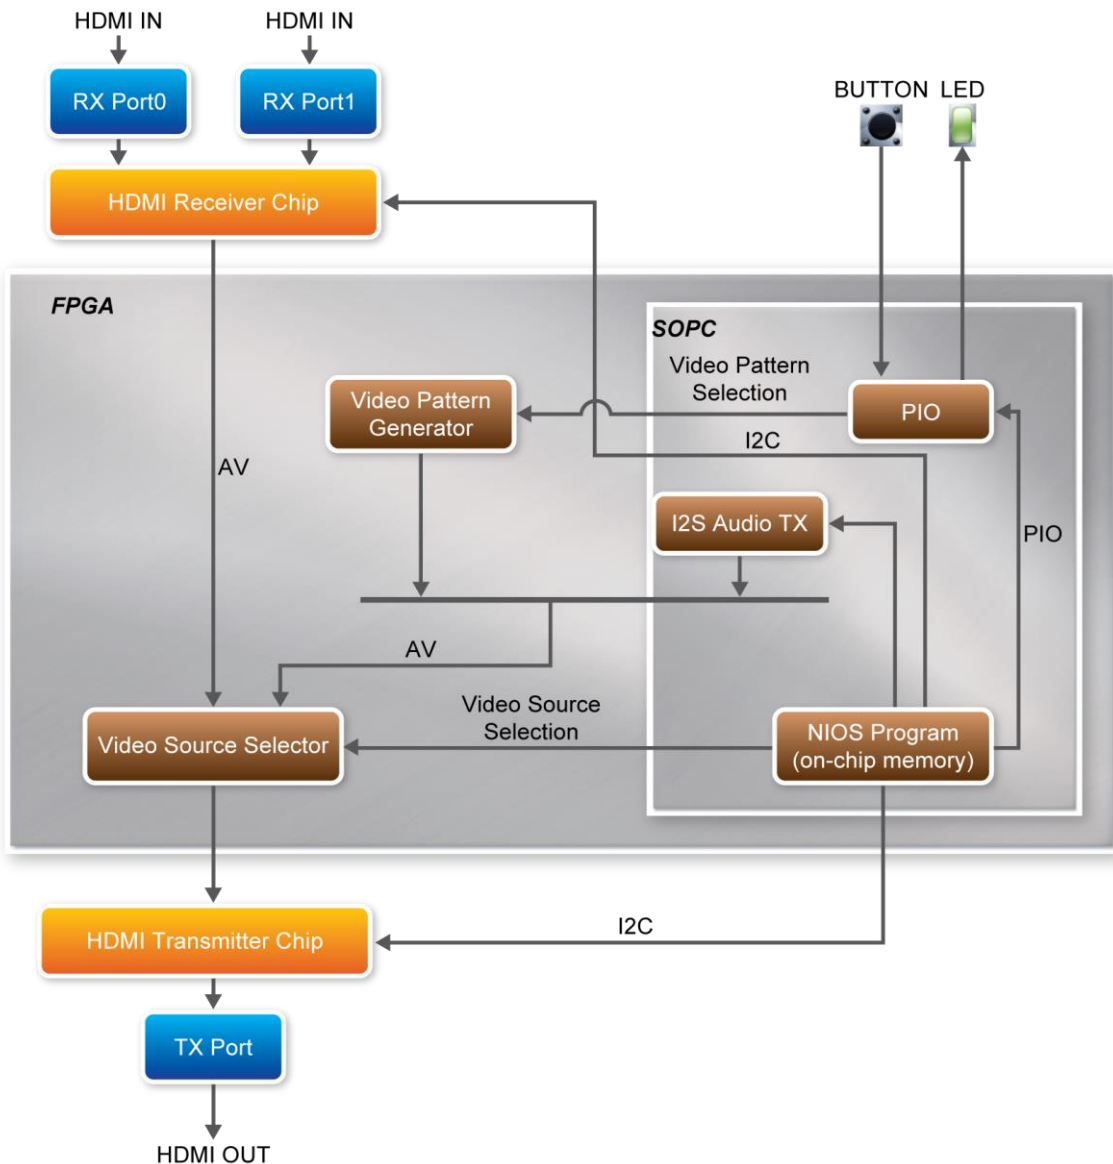 HDMI IN
HDMI IN
RX Port0
RX Port1
BUTTON
LED
HDMI Receiver Chip
FPGA
SOPC
Video Pattern
Selection
Video Pattern
Generator
PIO
I2C
AV
I2S Audio TX
PIO
AV
Video Source
Selection
Video Source Selector
NIOS Program
(on-chip memory)
I2C
HDMI Transmitter Chip
TX Port
HDMI OUT